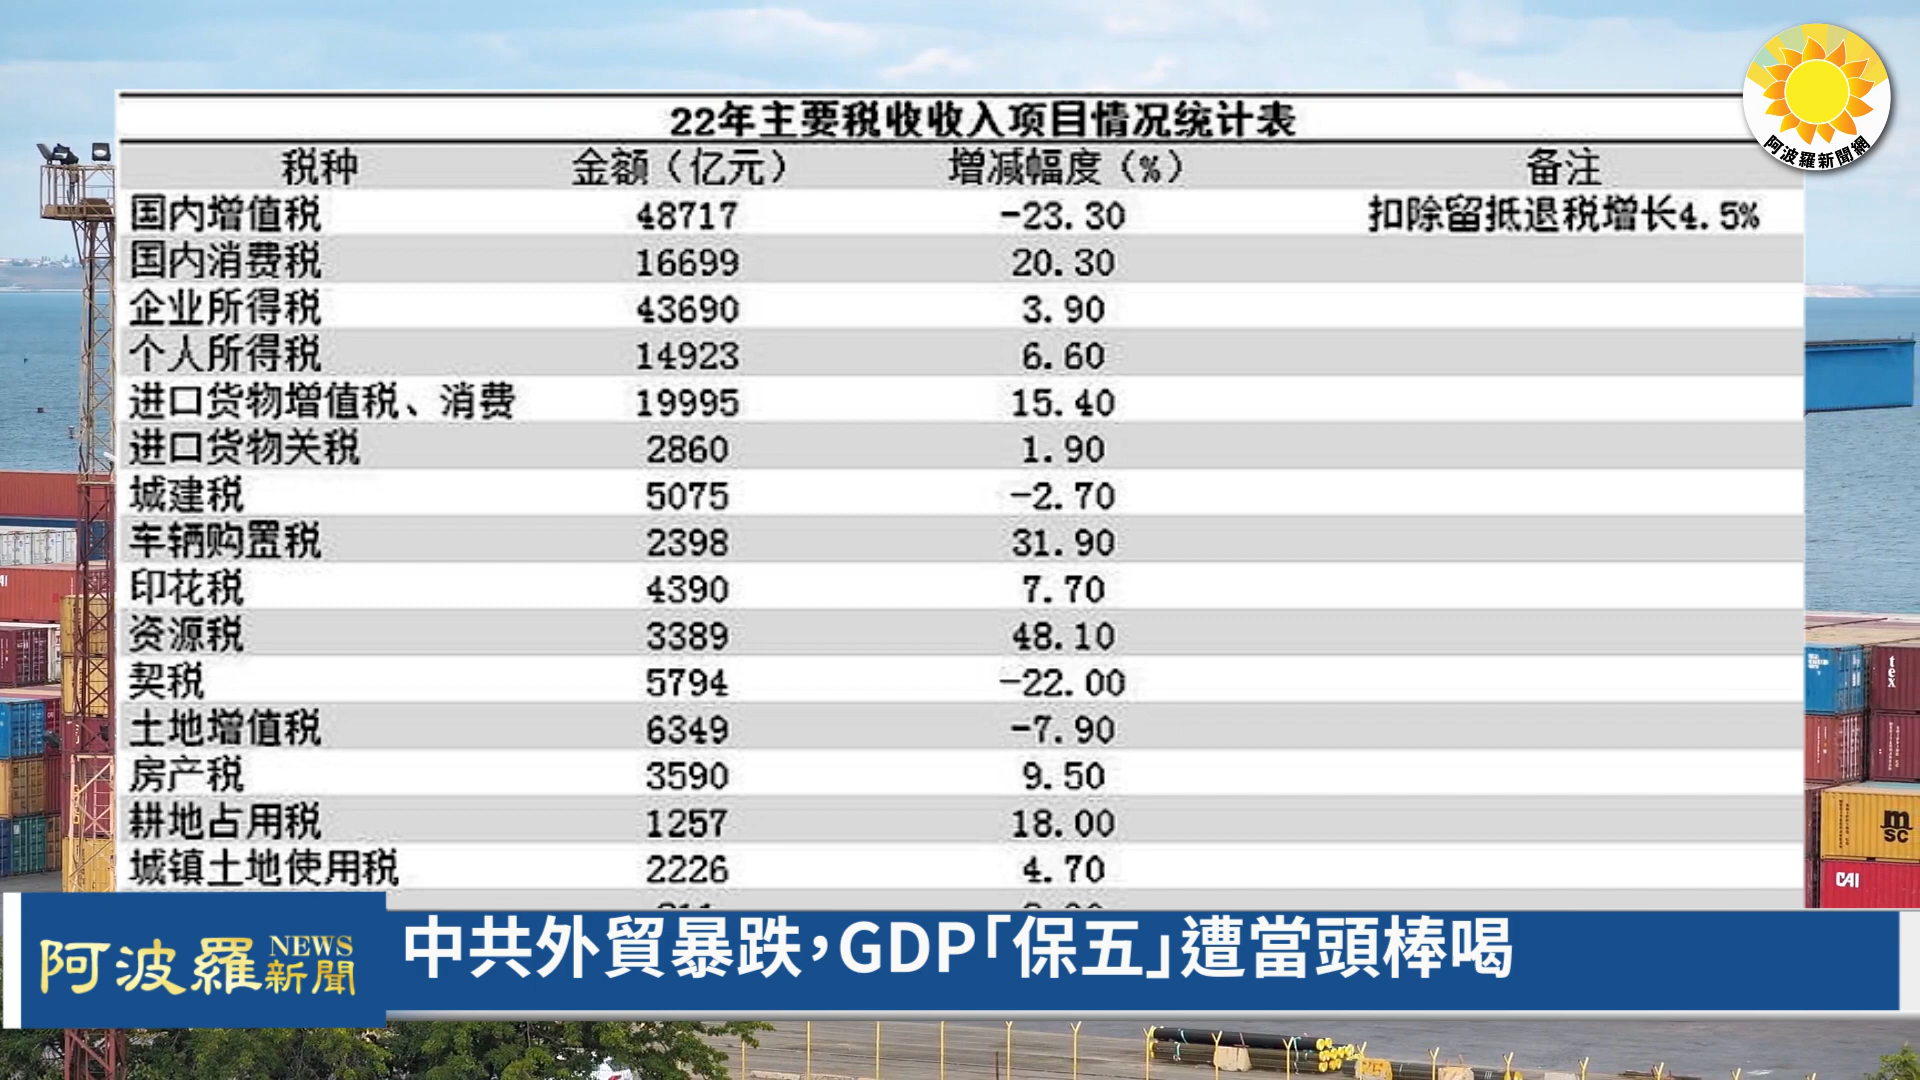 阿波羅新聞網
22年主要税收收入项目情况统计表
税种 金额（亿元） 增减幅度（%） 备注
国内增值税 48717 -23.30 扣除留抵退税增长4.5%
国内消费税 16699 20.30
企业所得税 43690 3.90
个人所得税 14923 6.60
进口货物增值税、消费 19995 15.40
进口货物关税 2860 1.90
城建税 5075 -2.70
车辆购置税 2398 31.90
印花税 4390 7.70
资源税 3389 48.10
契税 5794 -22.00
土地增值税 6349 -7.90
房产税 3590 9.50
耕地占用税 1257 18.00
城镇土地使用税 2226 4.70
tex
msc
CAI
阿波羅 NEWS 新聞
中共外貿暴跌，GDP「保五」遭當頭棒喝